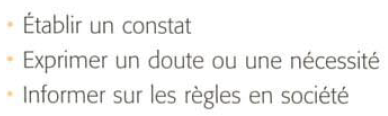 • Établir un constat
• Exprimer un doute ou une nécessité
• Informer sur les règles en société